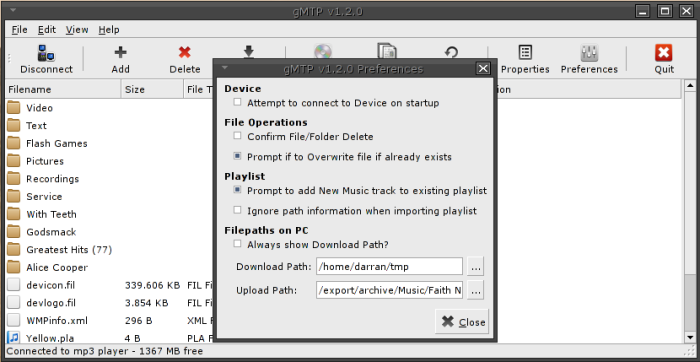 gMTP v1.2.0
File Edit View Help
Disconnect Add Delete Properties Preferences Quit
Filename Size File T
gMTP v1.2.0 Preferences
Device
Attempt to connect to Device on startup
File Operations
Confirm File/Folder Delete
Prompt if to Overwrite file if already exists
Playlist
Prompt to add New Music track to existing playlist
Ignore path information when importing playlist
Filepaths on PC
Always show Download Path?
Download Path: /home/darran/tmp ...
Upload Path: /export/archive/Music/Faith N ...
Close
Video
Text
Flash Games
Pictures
Recordings
Service
With Teeth
Godsmack
Greatest Hits (77)
Alice Cooper
devicon.fil 339.606 KB FIL Fi
devlogo.fil 3.854 KB FIL Fi
WMPinfo.xml 296 B XML F
Yellow.pla 4 B PLA F
Connected to mp3 player - 1367 MB free